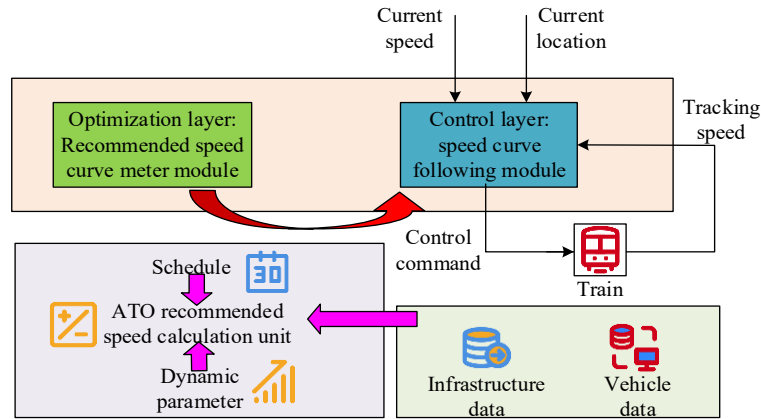 Current
speed
Current
location
Optimization layer:
Recommended speed
curve meter module
Control layer:
speed curve
following module
Tracking
speed
Control
command
Train
Schedule
30
ATO recommended
speed calculation unit
Dynamic
parameter
Infrastructure
data
Vehicle
data